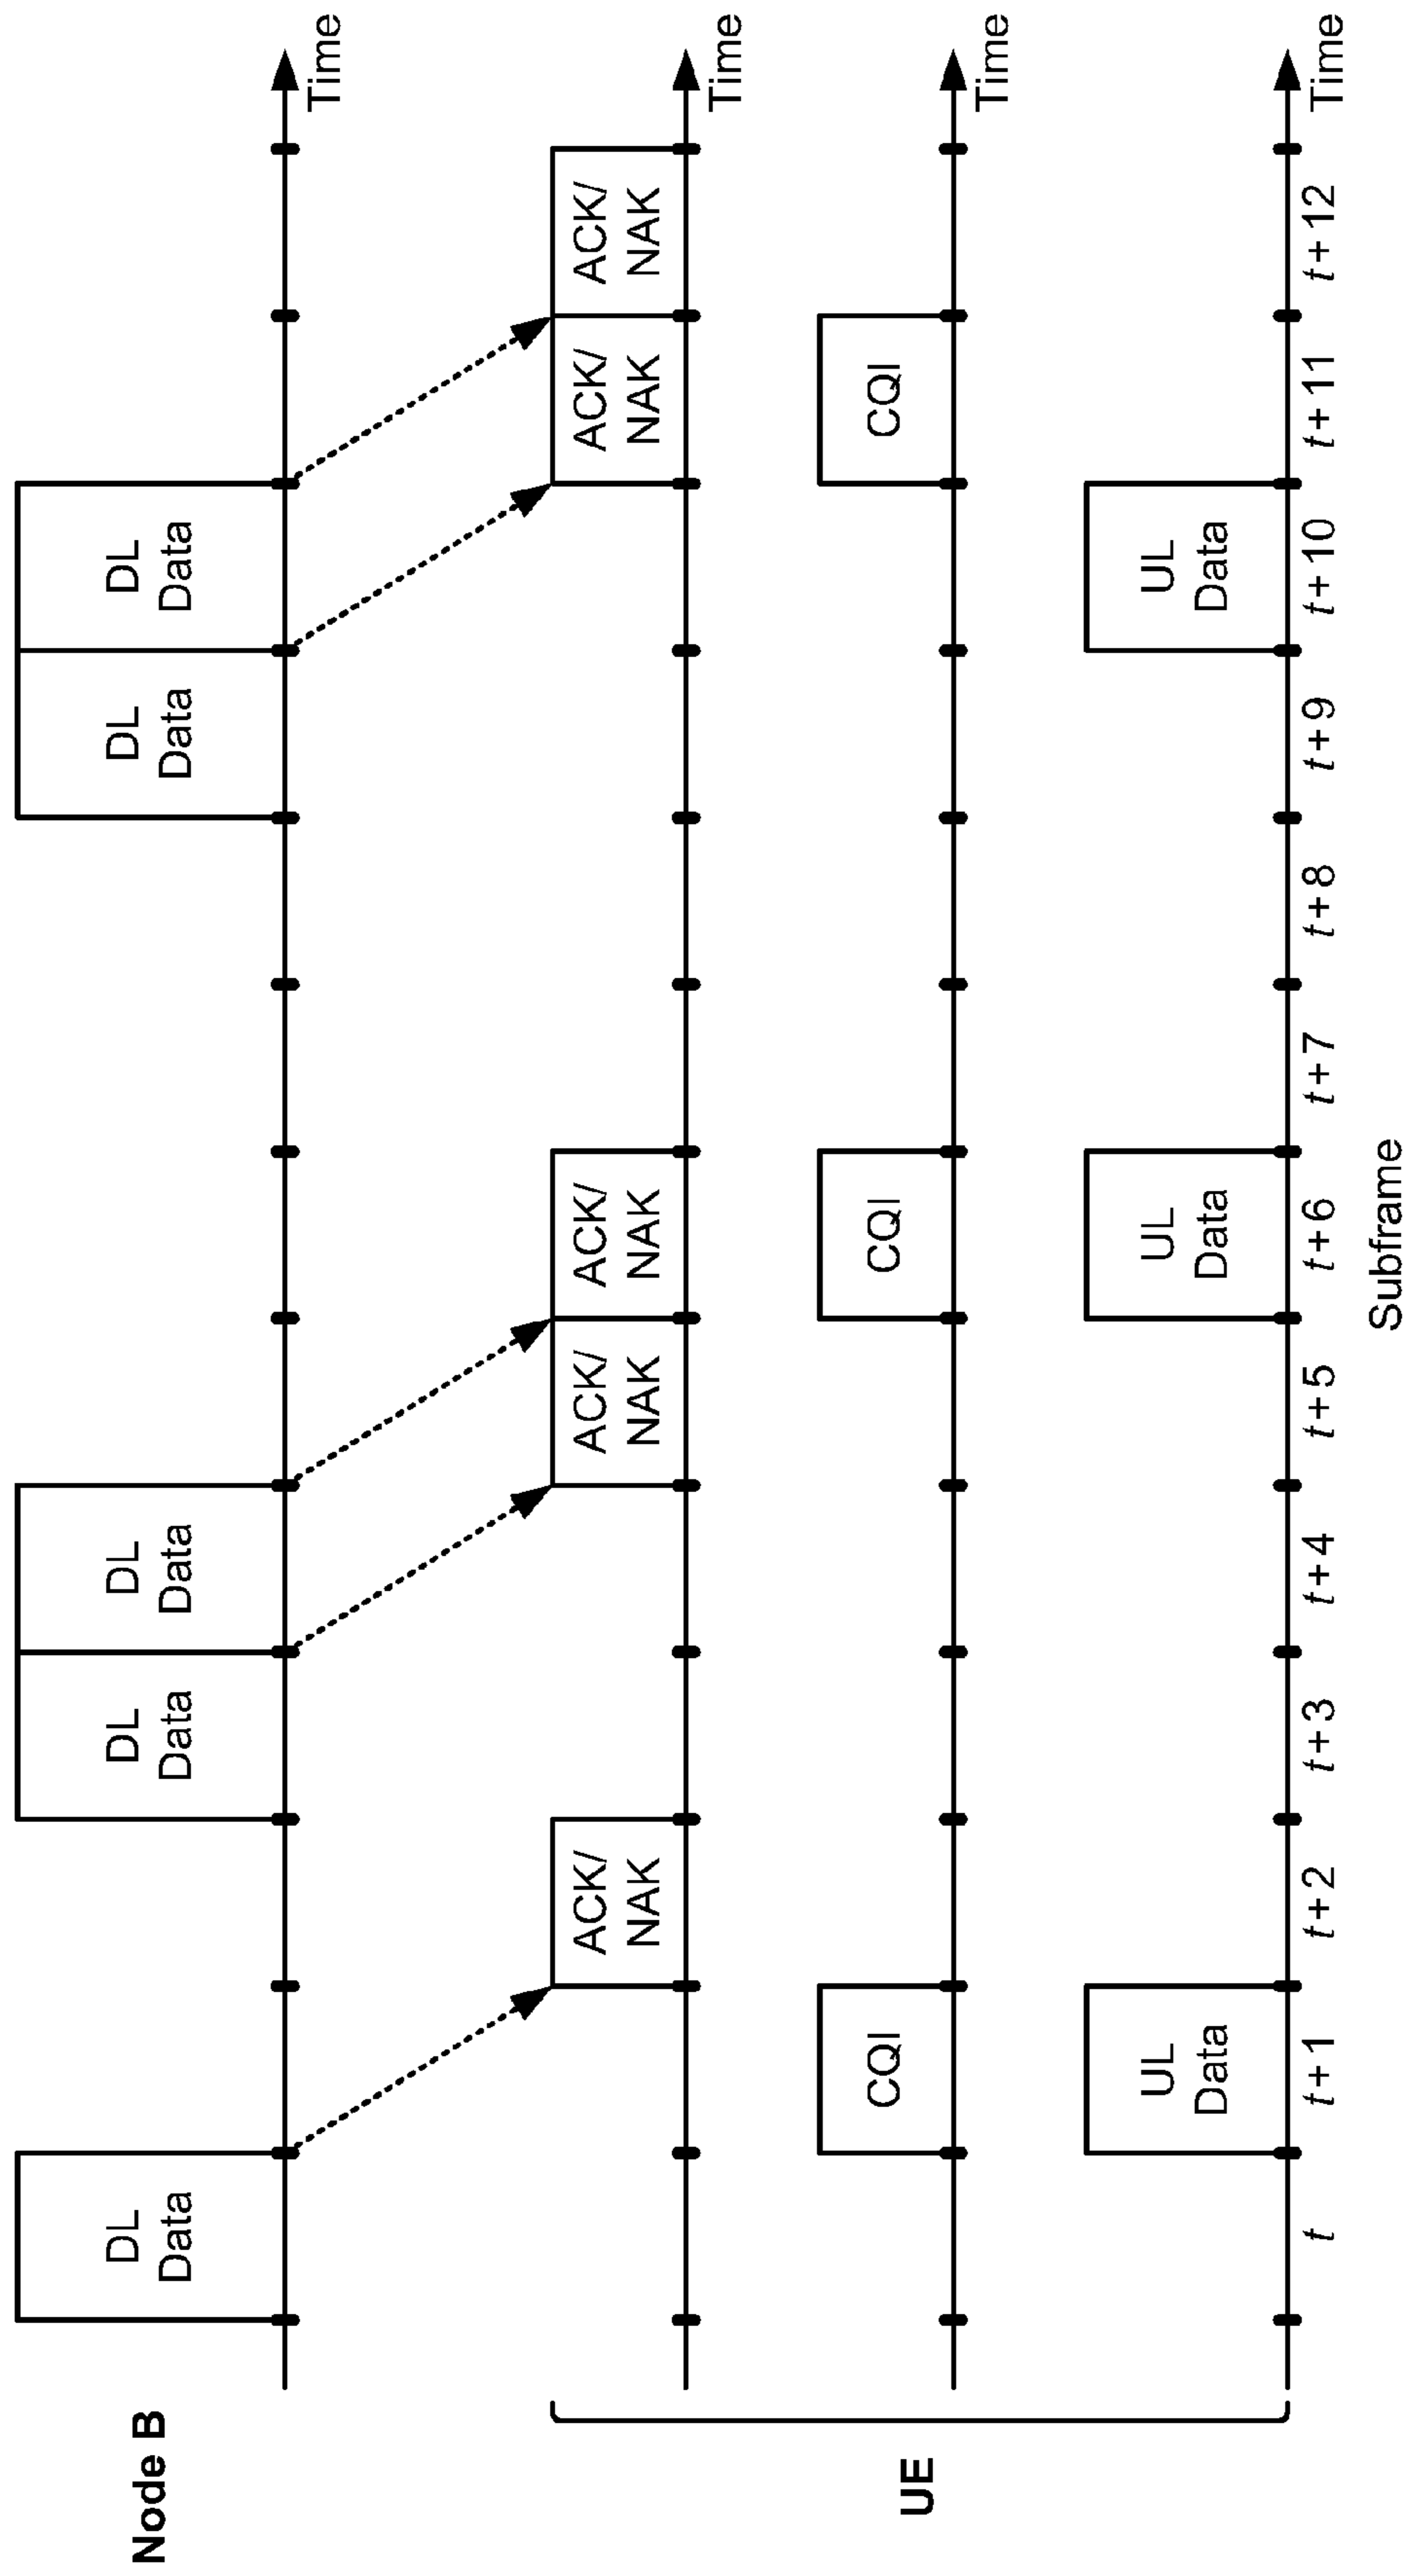 Node B
DL
Data
DL
Data
DL
Data
DL
Data
DL
Data
Time
UE
ACK/
NAK
ACK/
NAK
ACK/
NAK
ACK/
NAK
ACK/
NAK
Time
CQI
CQI
CQI
Time
UL
Data
UL
Data
UL
Data
t
t + 1
t + 2
t + 3
t + 4
t + 5
t + 6
t + 7
t + 8
t + 9
t + 10
t + 11
t + 12
Time
Subframe